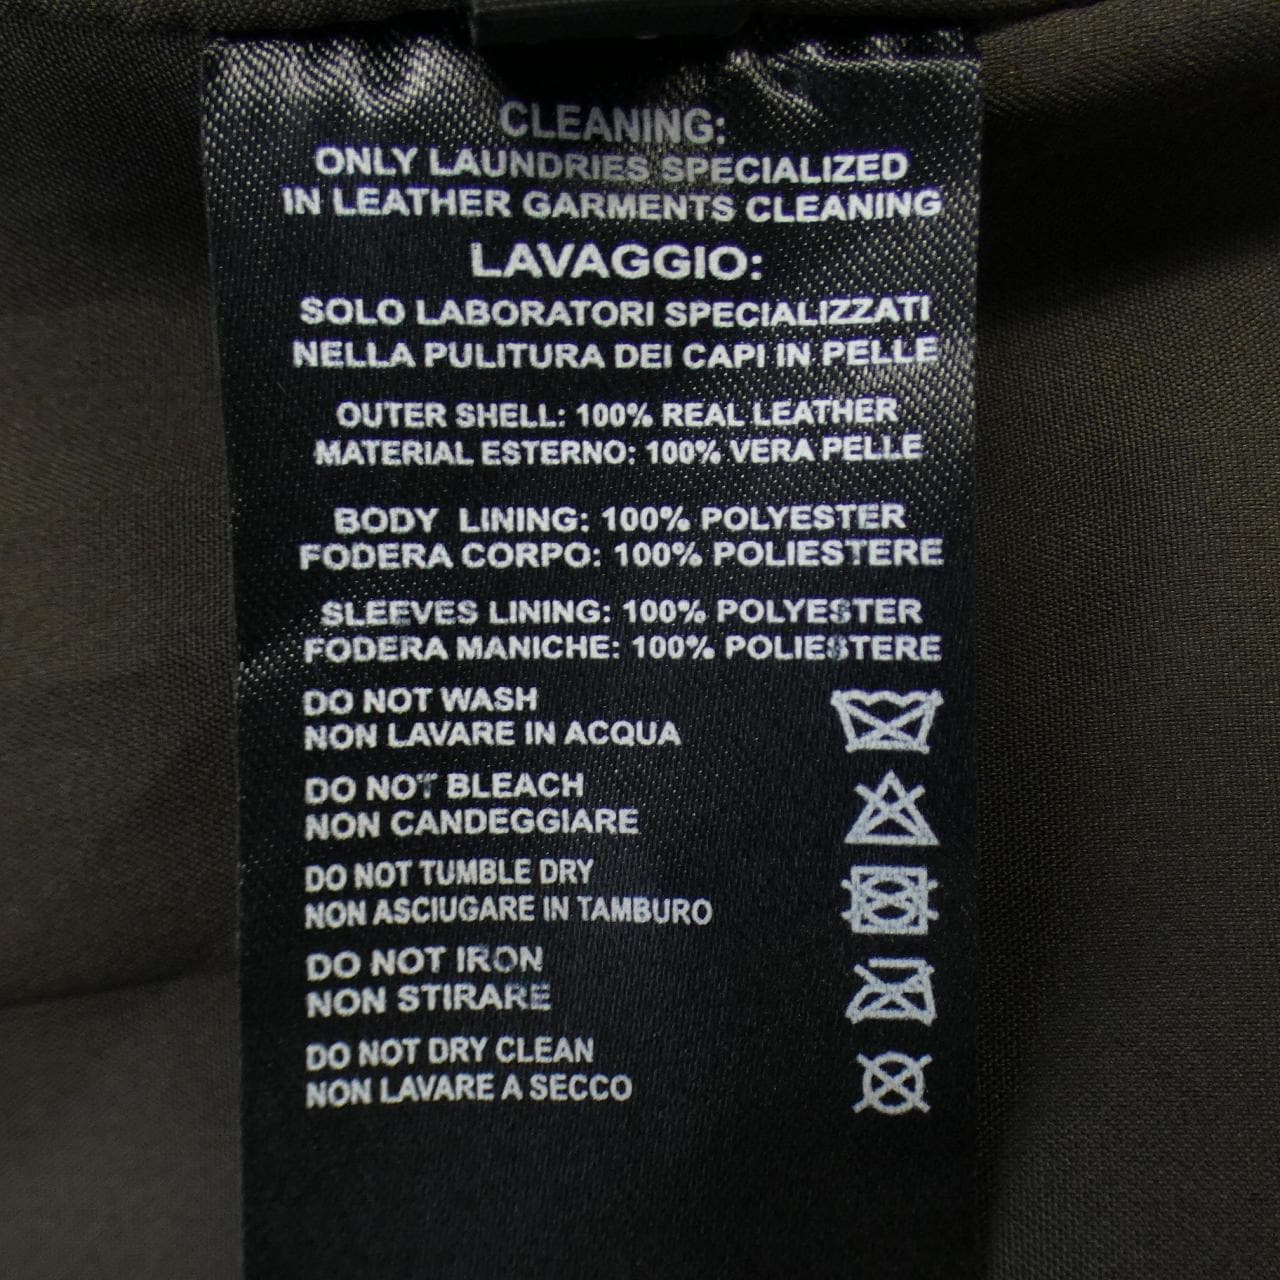 CLEANING:
ONLY LAUNDRIES SPECIALIZED
IN LEATHER GARMENTS CLEANING
LAVAGGIO:
SOLO LABORATORI SPECIALIZZATI
NELLA PULITURA DEI CAPI IN PELLE
OUTER SHELL: 100% REAL LEATHER
MATERIAL ESTERNO: 100% VERA PELLE
BODY LINING: 100% POLYESTER
FODERA CORPO: 100% POLIESTERE
SLEEVES LINING: 100% POLYESTER
FODERA MANICHE: 100% POLIESTERE
DO NOT WASH
NON LAVARE IN ACQUA
DO NOT BLEACH
NON CANDEGGIARE
DO NOT TUMBLE DRY
NON ASCIUGARE IN TAMBURO
DO NOT IRON
NON STIRARE
DO NOT DRY CLEAN
NON LAVARE A SECCO